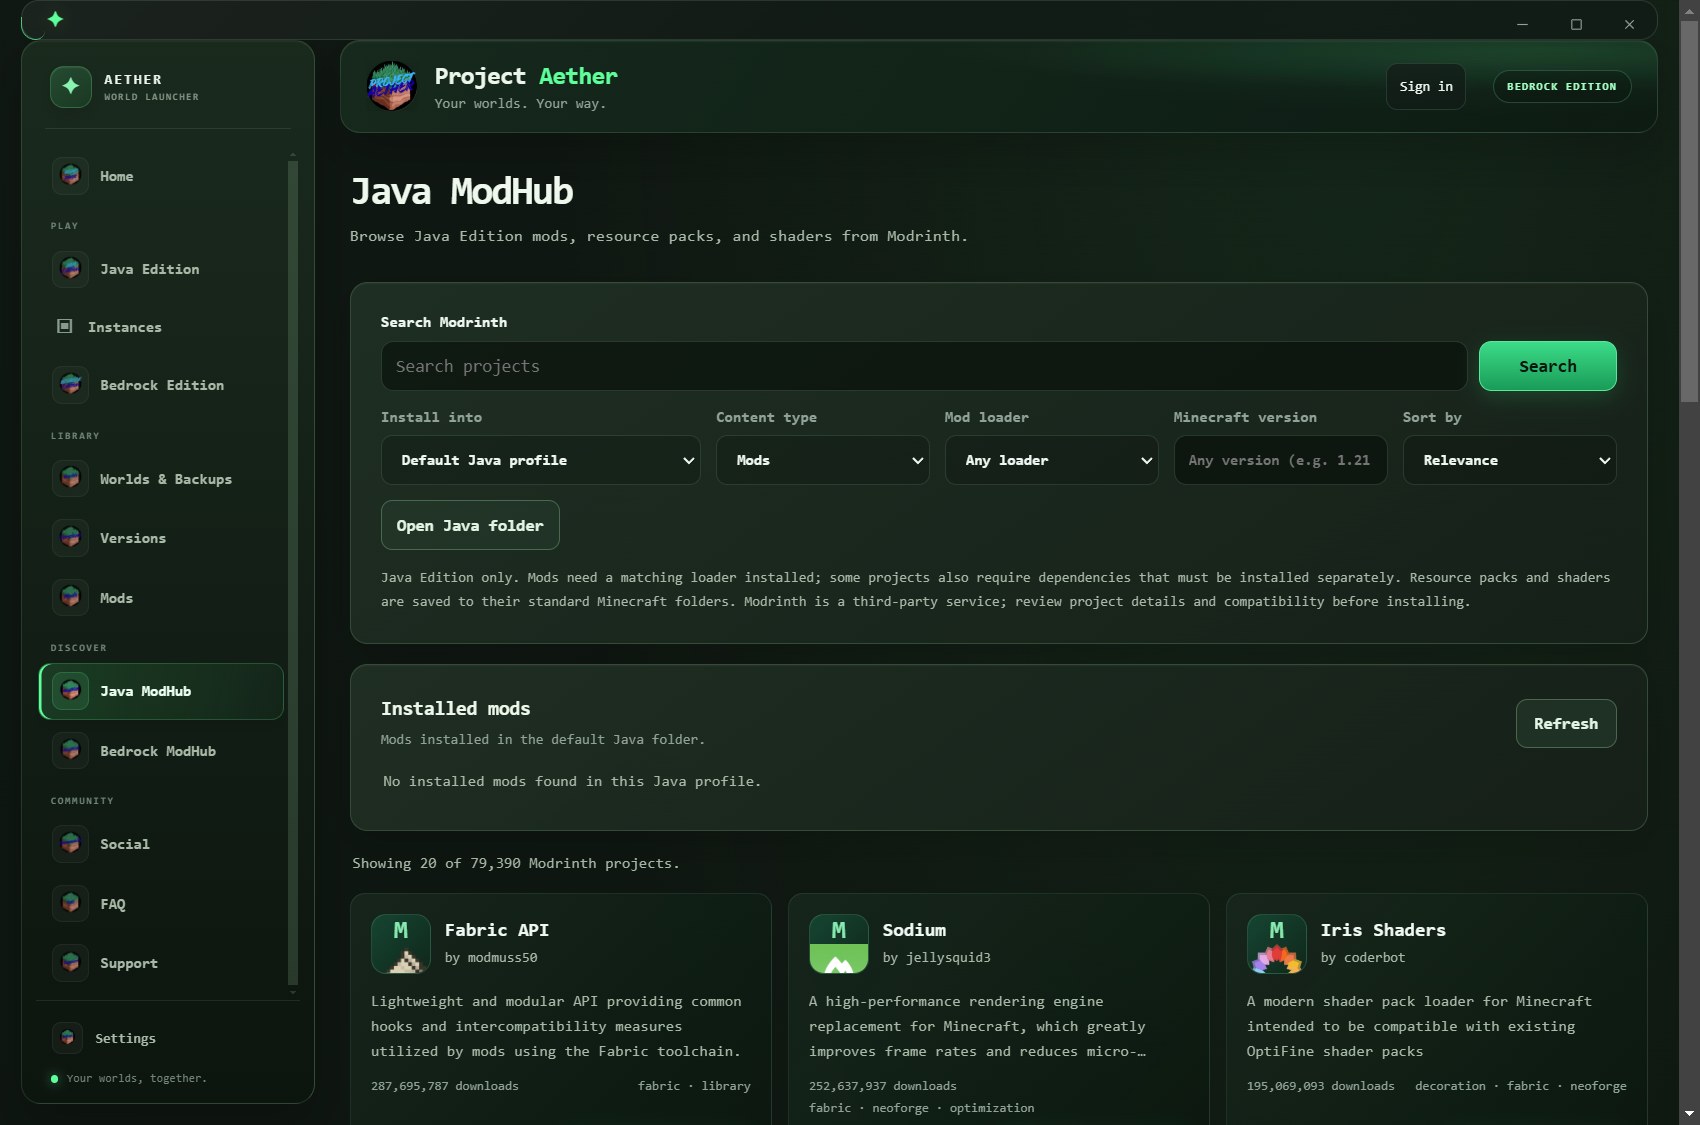 AETHER
WORLD LAUNCHER
Home
PLAY
Java Edition
Instances
Bedrock Edition
LIBRARY
Worlds & Backups
Versions
Mods
DISCOVER
Java ModHub
Bedrock ModHub
COMMUNITY
Social
FAQ
Support
Settings
Your worlds, together.
PROJECT
AETHER
Project Aether
Your worlds. Your way.
Sign in
BEDROCK EDITION
Java ModHub
Browse Java Edition mods, resource packs, and shaders from Modrinth.
Search Modrinth
Search projects
Search
Install into
Content type
Mod loader
Minecraft version
Sort by
Default Java profile
Mods
Any loader
Any version (e.g. 1.21
Relevance
Open Java folder
Java Edition only. Mods need a matching loader installed; some projects also require dependencies that must be installed separately. Resource packs and shaders
are saved to their standard Minecraft folders. Modrinth is a third-party service; review project details and compatibility before installing.
Installed mods
Mods installed in the default Java folder.
Refresh
No installed mods found in this Java profile.
Showing 20 of 79,390 Modrinth projects.
M
Fabric API
by modmuss50
Lightweight and modular API providing common
hooks and intercompatibility measures
utilized by mods using the Fabric toolchain.
287,695,787 downloads
fabric · library
M
Sodium
by jellysquid3
A high-performance rendering engine
replacement for Minecraft, which greatly
improves frame rates and reduces micro-…
252,637,937 downloads
fabric · neoforge · optimization
M
Iris Shaders
by coderbot
A modern shader pack loader for Minecraft
intended to be compatible with existing
OptiFine shader packs
195,069,093 downloads
decoration · fabric · neoforge